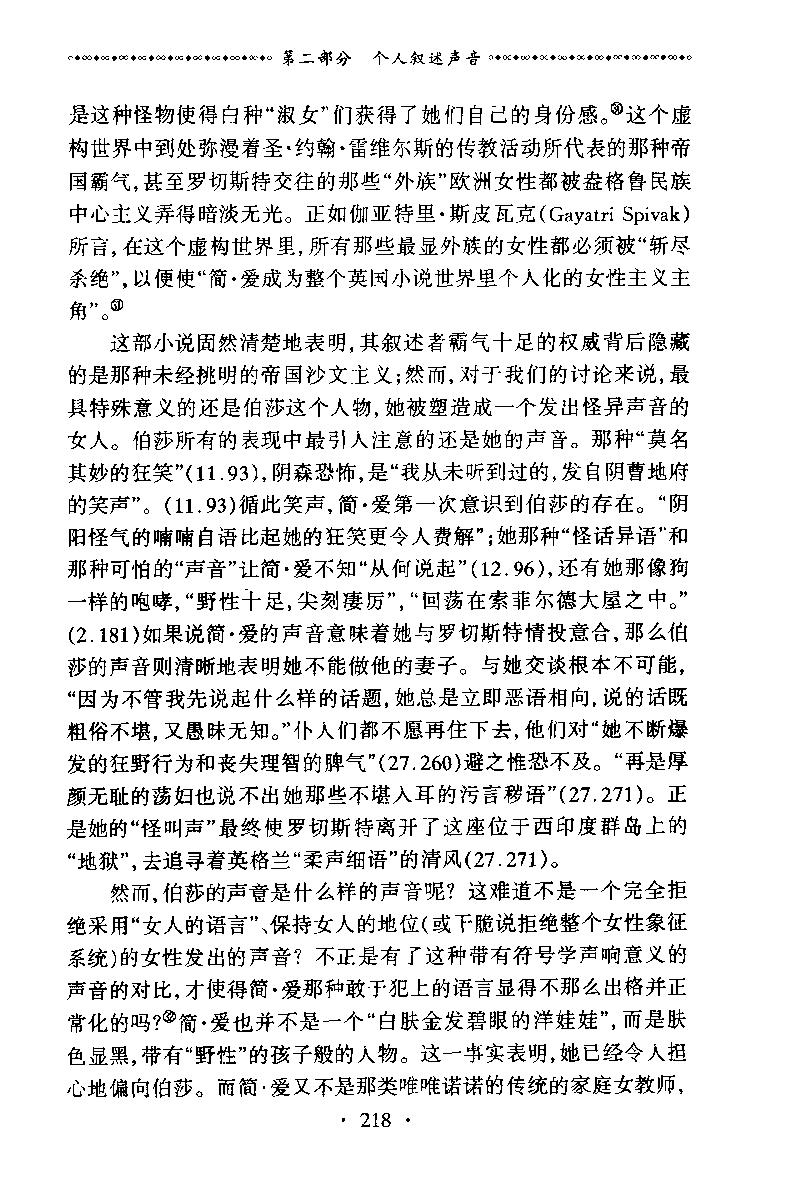 第二部分 个人叙述声音
是这种怪物使得白种“淑女”们获得了她们自己的身份感。㉚这个虚
构世界中到处弥漫着圣·约翰·雷维尔斯的传教活动所代表的那种帝
国霸气,甚至罗切斯特交往的那些“外族”欧洲女性都被盎格鲁民族
中心主义弄得暗淡无光。正如伽亚特里·斯皮瓦克(Gayatri Spivak)
所言,在这个虚构世界里,所有那些最显外族的女性都必须被“斩尽
杀绝”,以便使“简·爱成为整个英国小说世界里个人化的女性主义主
角”。㉛
这部小说固然清楚地表明,其叙述者霸气十足的权威背后隐藏
的是那种未经挑明的帝国沙文主义;然而,对于我们的讨论来说,最
具特殊意义的还是伯莎这个人物,她被塑造成一个发出怪异声音的
女人。伯莎所有的表现中最引人注意的还是她的声音。那种“莫名
其妙的狂笑”(11.93),阴森恐怖,是“我从未听到过的,发自阴曹地府
的笑声”。(11.93)循此笑声,简·爱第一次意识到伯莎的存在。“阴
阳怪气的喃喃自语比起她的狂笑更令人费解”;她那种“怪话异语”和
那种可怕的“声音”让简·爱不知“从何说起”(12.96),还有她那像狗
一样的咆哮,“野性十足,尖刻凄厉”,“回荡在索菲尔德大屋之中。”
(2.181)如果说简·爱的声音意味着她与罗切斯特情投意合,那么伯
莎的声音则清晰地表明她不能做他的妻子。与她交谈根本不可能,
“因为不管我先说起什么样的话题,她总是立即恶语相向,说的话既
粗俗不堪,又愚昧无知。”仆人们都不愿再住下去,他们对“她不断爆
发的狂野行为和丧失理智的脾气”(27.260)避之惟恐不及。“再是厚
颜无耻的荡妇也说不出她那些不堪入耳的污言秽语”(27.271)。正
是她的“怪叫声”最终使罗切斯特离开了这座位于西印度群岛上的
“地狱”,去追寻着英格兰“柔声细语”的清风(27.271)。
然而,伯莎的声音是什么样的声音呢?这难道不是一个完全拒
绝采用“女人的语言”、保持女人的地位(或干脆说拒绝整个女性象征
系统)的女性发出的声音?不正是有了这种带有符号学声响意义的
声音的对比,才使得简·爱那种敢于犯上的语言显得不那么出格并正
常化的吗?㉜简·爱也并不是一个“白肤金发碧眼的洋娃娃”,而是肤
色显黑,带有“野性”的孩子般的人物。这一事实表明,她已经令人担
心地偏向伯莎。而简·爱又不是那类唯唯诺诺的传统的家庭女教师,
· 218 ·